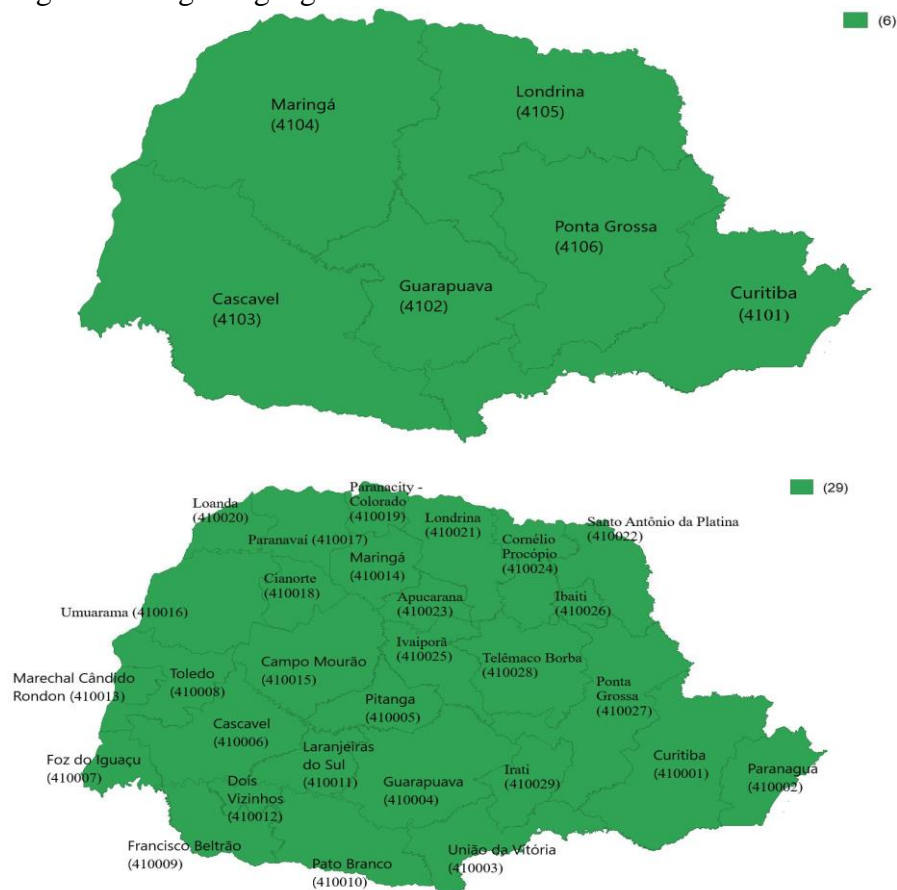 (6)
Maringá
(4104)
Londrina
(4105)
Ponta Grossa
(4106)
Guarapuava
(4102)
Cascavel
(4103)
Curitiba
(4101)
(29)
Paranacity -
Colorado
(410019)
Loanda
(410020)
Londrina
(410021)
Santo Antônio da Platina
(410022)
Cornélio
Procópio
(410024)
Paranavaí (410017)
Maringá
(410014)
Cianorte
(410018)
Apucarana
(410023)
Ibaiti
(410026)
Umuarama (410016)
Ivaiporã
(410025)
Telêmaco Borba
(410028)
Campo Mourão
(410015)
Toledo
(410008)
Marechal Cândido
Rondon (410013)
Ponta
Grossa
(410027)
Pitanga
(410005)
Cascavel
(410006)
Laranjeiras
do Sul
(410011)
Foz do Iguaçu
(410007)
Curitiba
(410001)
Paranaguá
(410002)
Irati
(410029)
Guarapuava
(410004)
Dois
Vizinhos
(410012)
Francisco Beltrão
(410009)
Pato Branco
(410010)
União da Vitória
(410003)